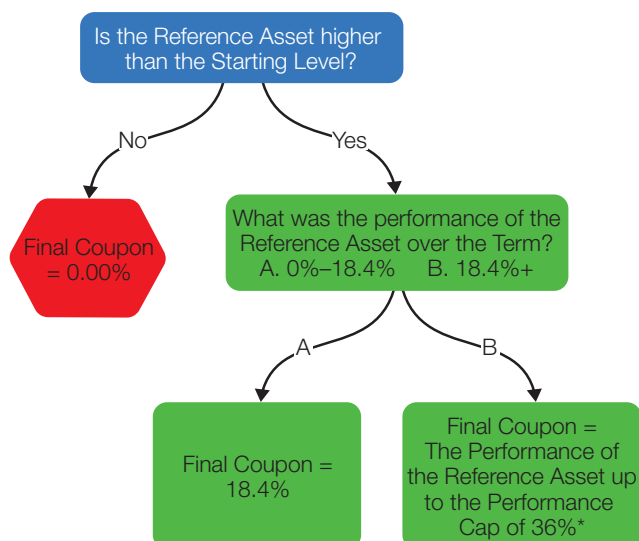 Is the Reference Asset higher
than the Starting Level?
No
Yes
Final Coupon
= 0.00%
What was the performance of the
Reference Asset over the Term?
A. 0%–18.4% B. 18.4%+
A
B
Final Coupon =
18.4%
Final Coupon =
The Performance of
the Reference Asset up
to the Performance
Cap of 36%*